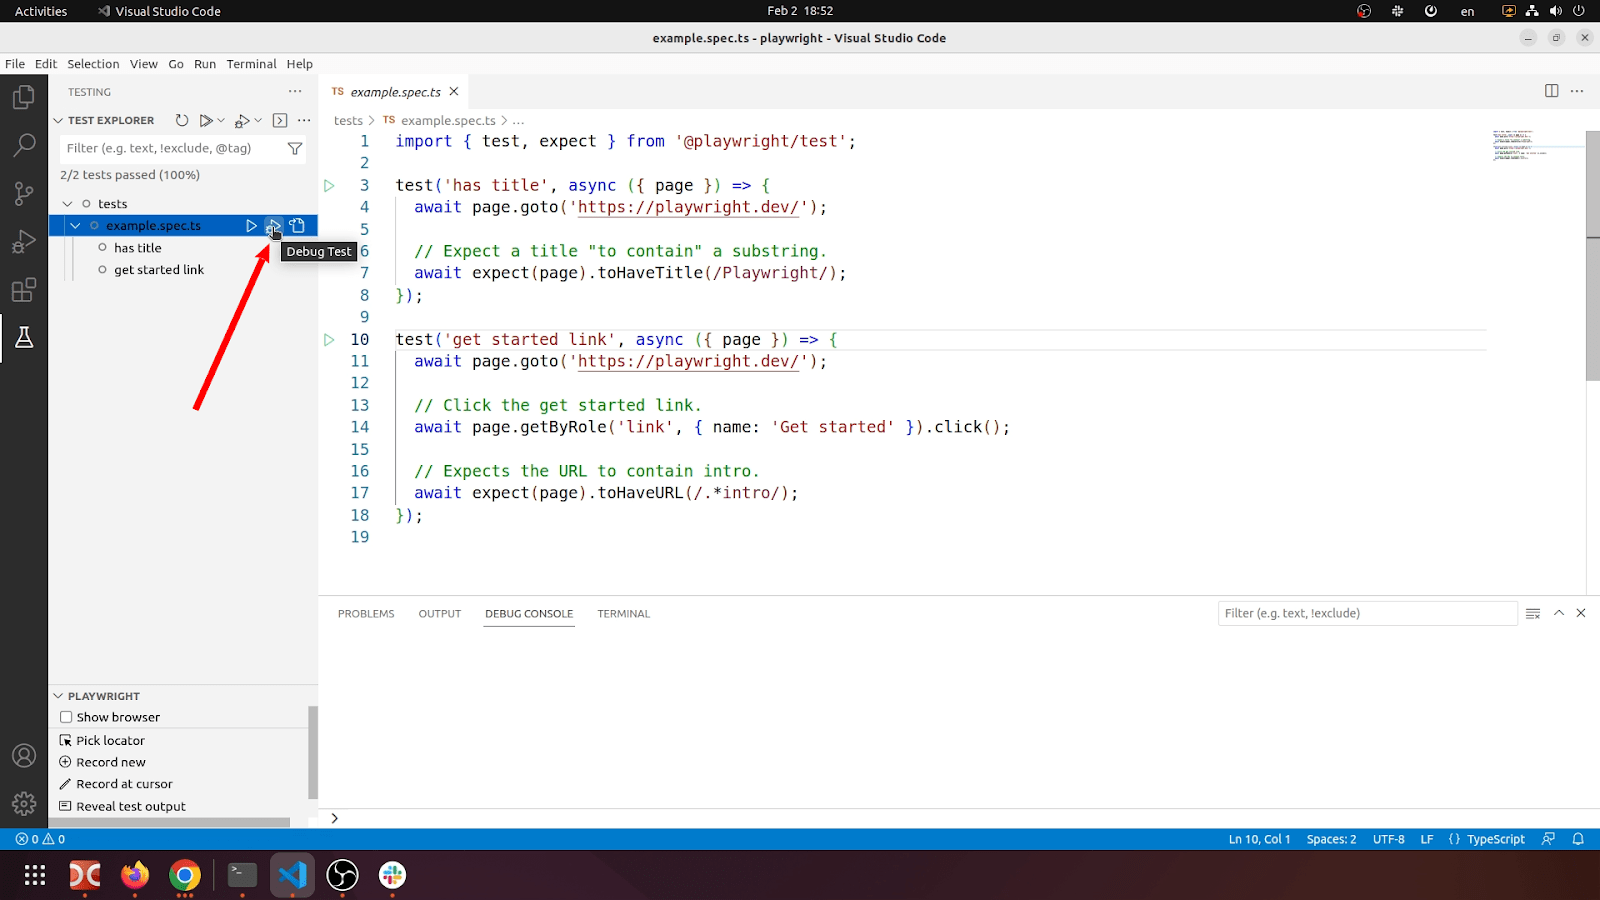 Activities
Visual Studio Code
Feb 2 18:52
en
example.spec.ts - playwright - Visual Studio Code
File Edit Selection View Go Run Terminal Help
TESTING
TEST EXPLORER
Filter (e.g. text, !exclude, @tag)
2/2 tests passed (100%)
tests
example.spec.ts
has title
get started link
Debug Test
PLAYWRIGHT
Show browser
Pick locator
Record new
Record at cursor
Reveal test output
TS example.spec.ts
tests > TS example.spec.ts > ...
1 import { test, expect } from '@playwright/test';
2
3 test('has title', async ({ page }) => {
4 await page.goto('https://playwright.dev/');
5
6 // Expect a title "to contain" a substring.
7 await expect(page).toHaveTitle(/Playwright/);
8 });
9
10 test('get started link', async ({ page }) => {
11 await page.goto('https://playwright.dev/');
12
13 // Click the get started link.
14 await page.getByRole('link', { name: 'Get started' }).click();
15
16 // Expects the URL to contain intro.
17 await expect(page).toHaveURL(/.*intro/);
18 });
19
PROBLEMS OUTPUT DEBUG CONSOLE TERMINAL
Filter (e.g. text, !exclude)
0 0
Ln 10, Col 1 Spaces: 2 UTF-8 LF {} TypeScript